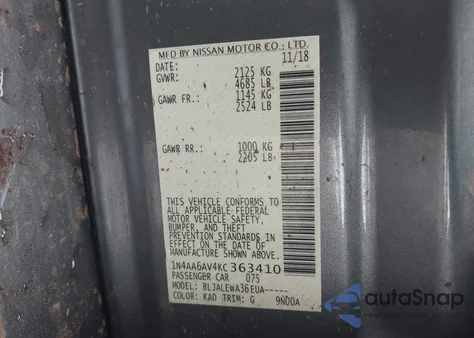 MFD BY NISSAN MOTOR CO., LTD
DATE: 11/18
GVWR: 2125 KG
4685 LB
GAWR FR.: 1145 KG
2524 LB
GAWR RR.: 1000 KG
2205 LB
THIS VEHICLE CONFORMS TO
ALL APPLICABLE FEDERAL
MOTOR VEHICLE SAFETY,
BUMPER, AND THEFT
PREVENTION STANDARDS IN
EFFECT ON THE DATE OF
MANUFACTURE SHOWN ABOVE.
1N4AA6AV4KC363410
PASSENGER CAR 075
MODEL: BLJALEWA36EUA-----
COLOR: KAD TRIM: G 9N00A
autoSnap